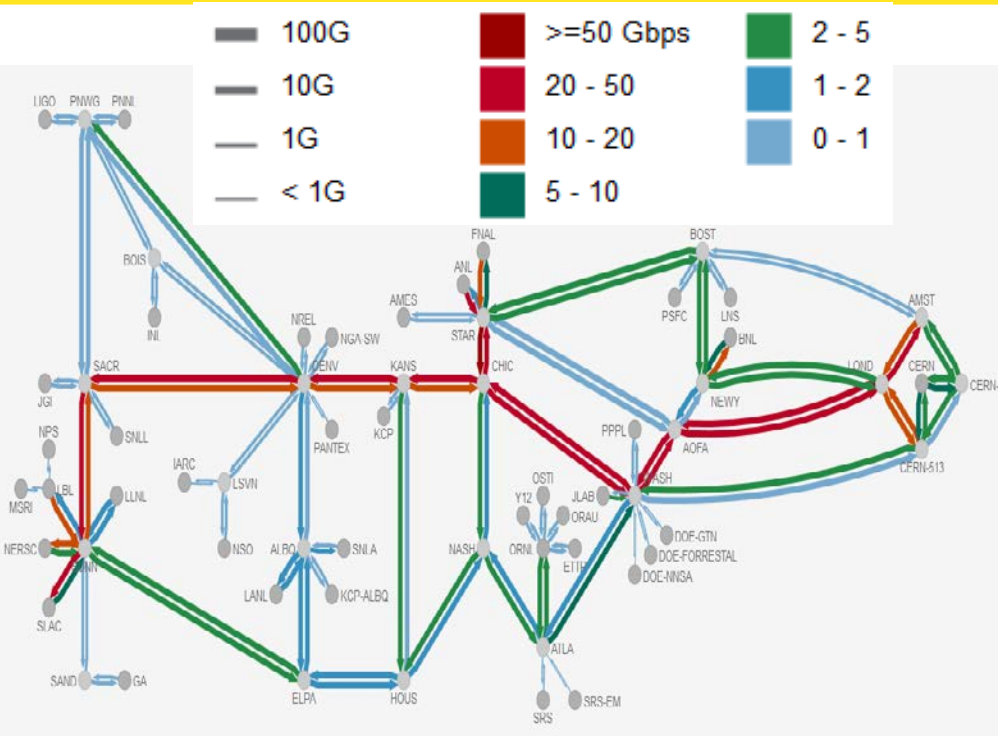 100G >=50 Gbps 2 - 5
10G 20 - 50 1 - 2
1G 10 - 20 0 - 1
< 1G 5 - 10
LIGO PNWG PNNL
FNAL BOST
BOIS ANL
AMES PSFC LNS AMST
INL NREL NGA-SW STAR BNL
SACR DENV KANS CHIC LOND CERN CERN-
JGI NEWY
SNLL PANTEX KCP PPPL AOFA
NPS CERN-513
IARC LSVN OSTI WASH
MSRI LBL LLNL Y12 JLAB
ORAU DOE-GTN
NERSC NSO ALBQ SNLA NASH ORNL DOE-FORRESTAL
ETTP DOE-NNSA
LANL KCP-ALBQ
SLAC
ATLA
SAND GA
ELPA HOUS SRS SRS-EM